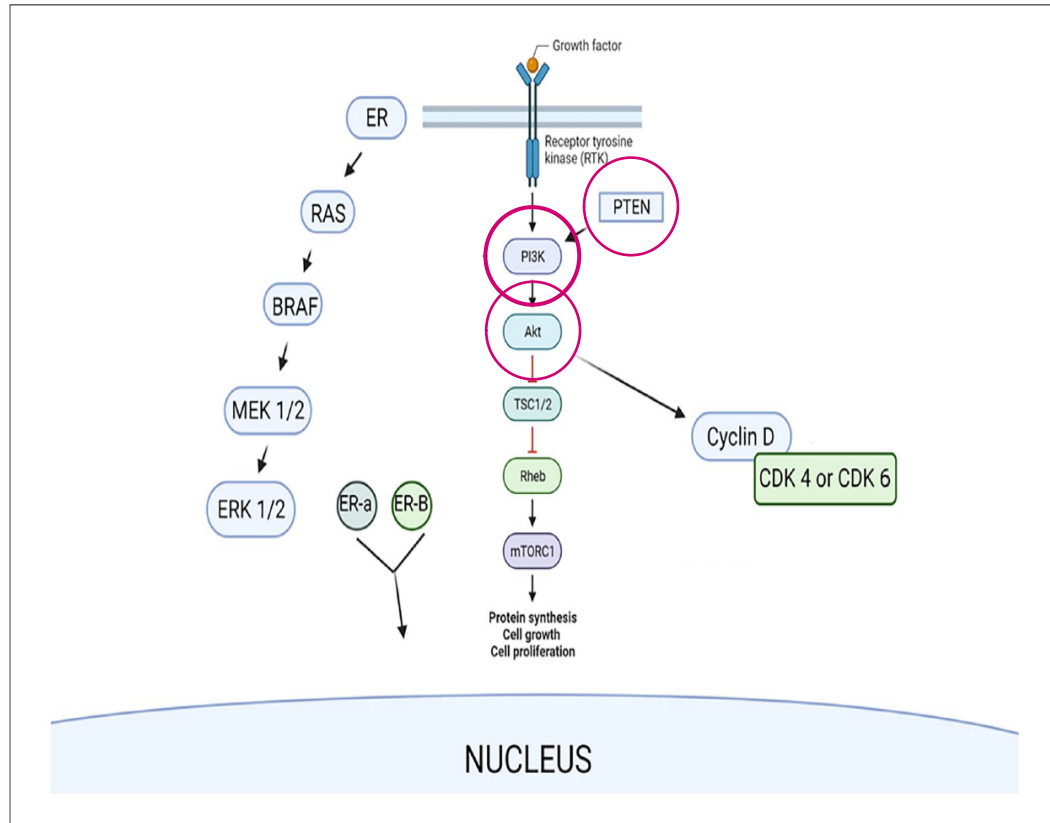 Growth factor
ER
Receptor tyrosine
kinase (RTK)
PTEN
RAS
PI3K
BRAF
Akt
MEK 1/2
TSC1/2
Cyclin D
CDK 4 or CDK 6
Rheb
ERK 1/2
ER-a
ER-B
mTORC1
Protein synthesis
Cell growth
Cell proliferation
NUCLEUS